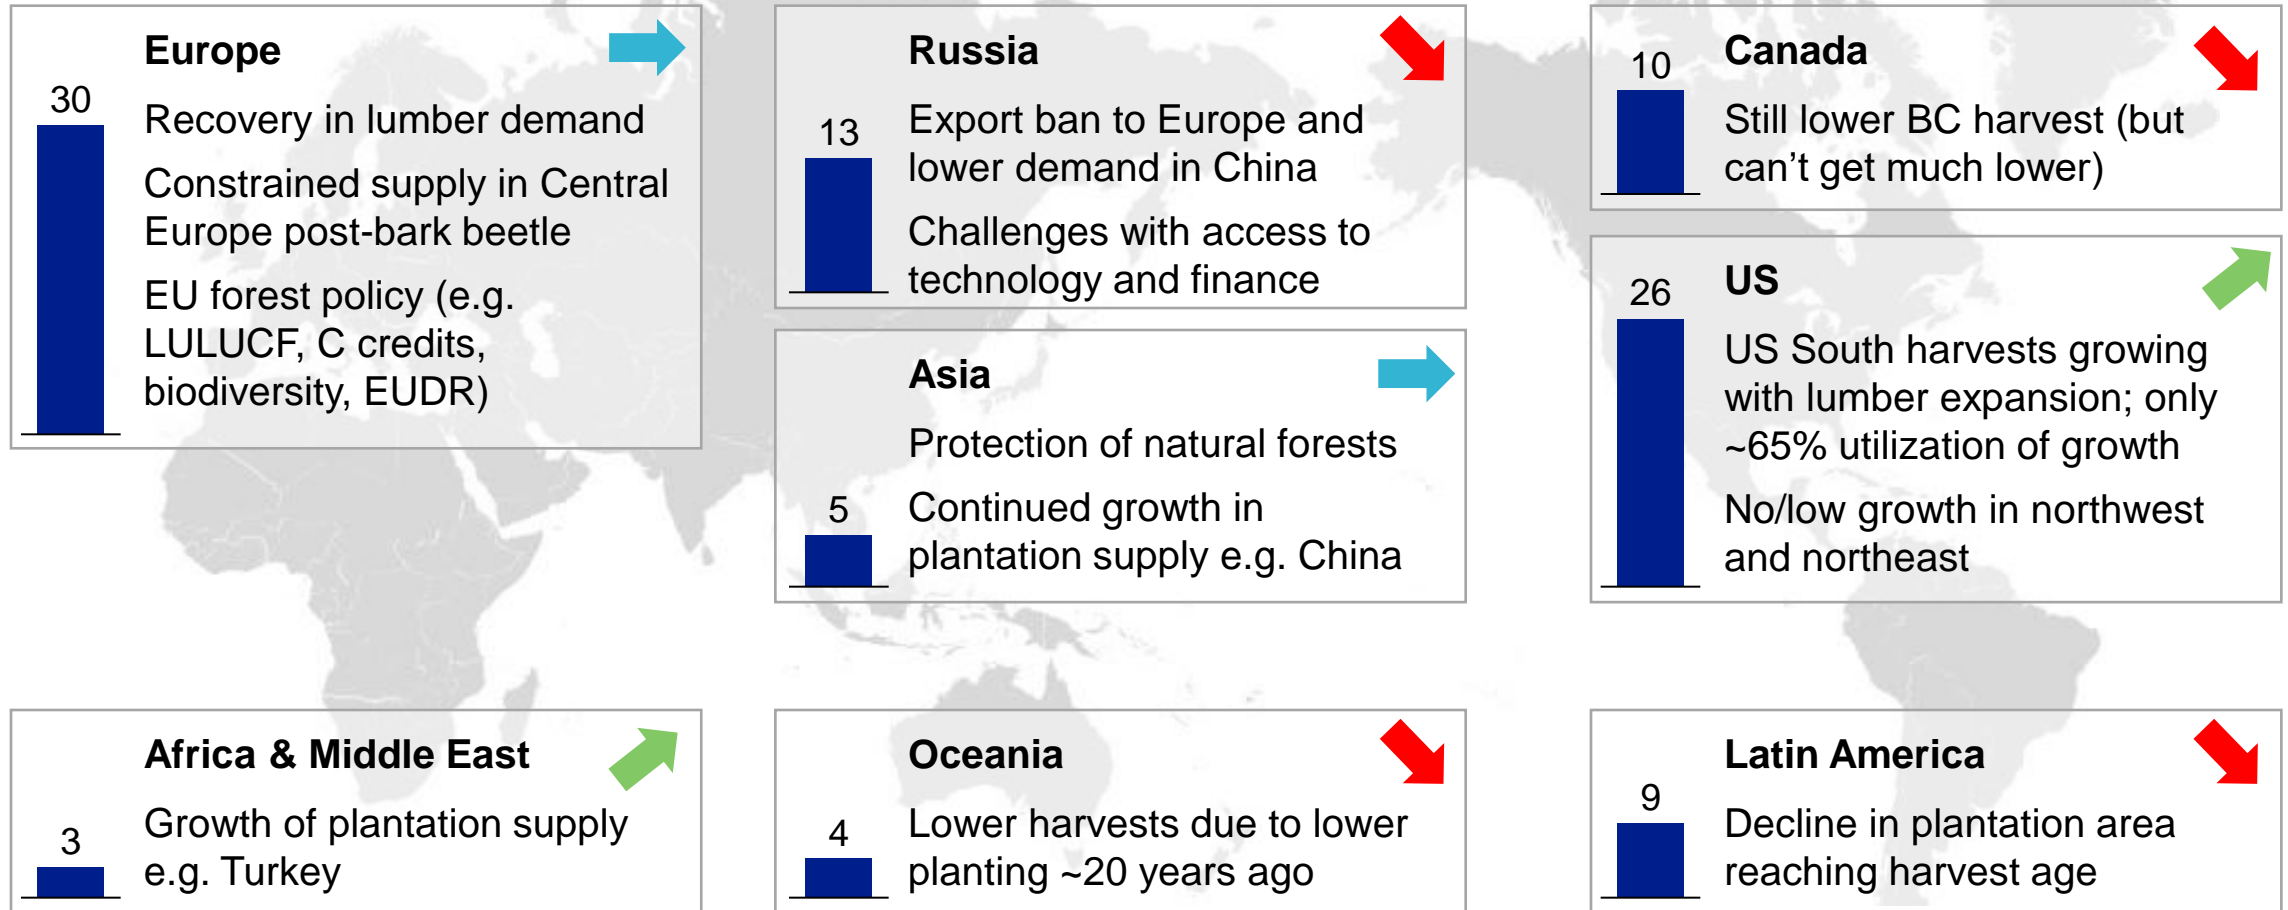 Europe
30
Recovery in lumber demand
Constrained supply in Central
Europe post-bark beetle
EU forest policy (e.g.
LULUCF, C credits,
biodiversity, EUDR)
Russia
13
Export ban to Europe and
lower demand in China
Challenges with access to
technology and finance
Canada
10
Still lower BC harvest (but
can’t get much lower)
Asia
Protection of natural forests
5
Continued growth in
plantation supply e.g. China
US
26
US South harvests growing
with lumber expansion; only
~65% utilization of growth
No/low growth in northwest
and northeast
Africa & Middle East
3
Growth of plantation supply
e.g. Turkey
Oceania
4
Lower harvests due to lower
planting ~20 years ago
Latin America
9
Decline in plantation area
reaching harvest age